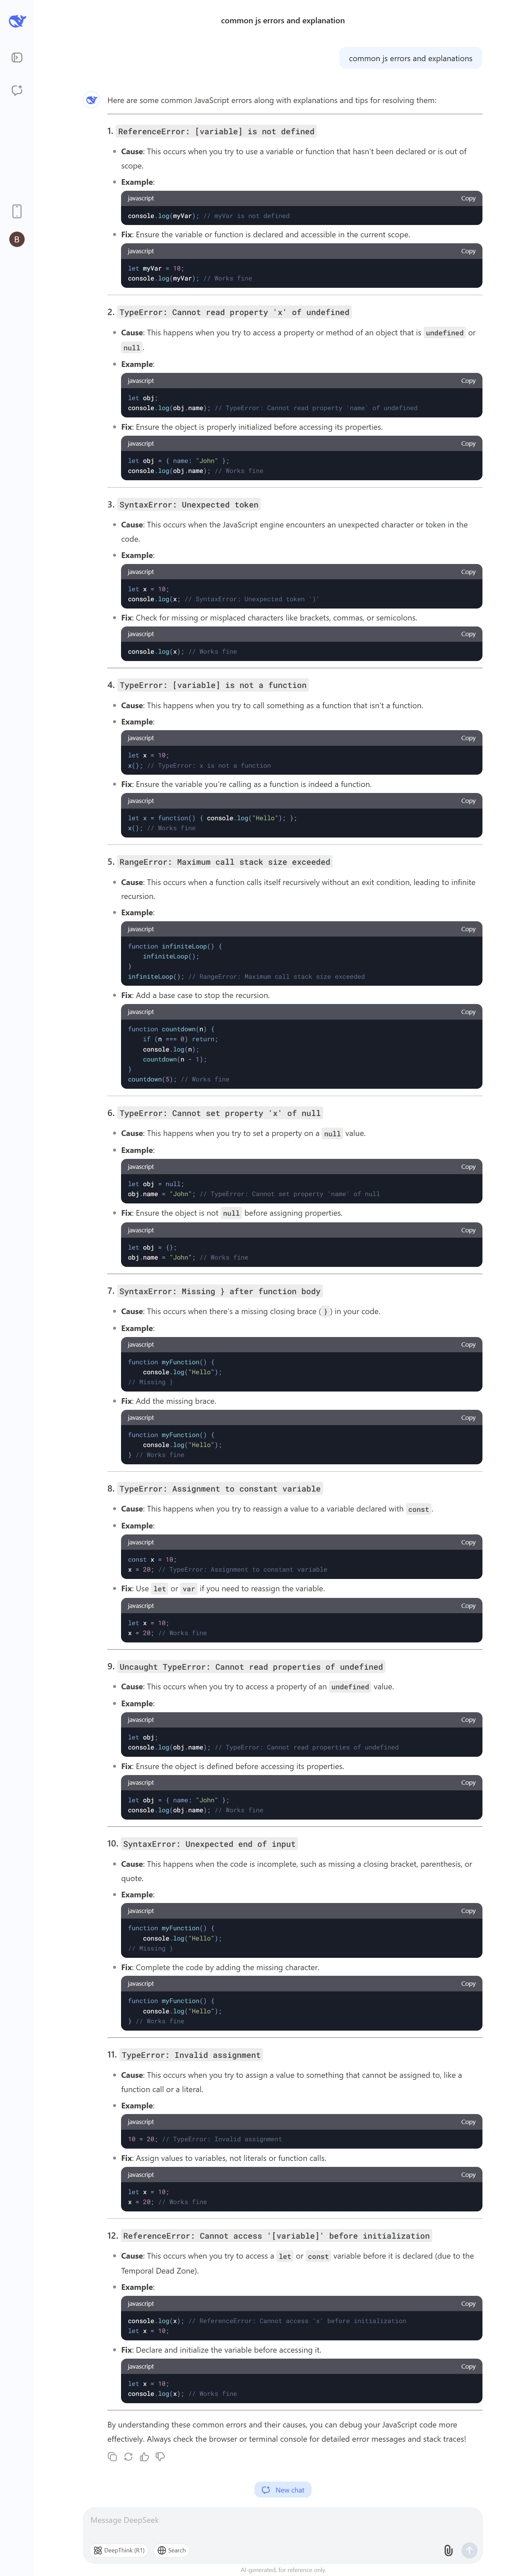 common js errors and explanation
common js errors and explanations
B
Here are some common JavaScript errors along with explanations and tips for resolving them:
1. ReferenceError: [variable] is not defined
Cause: This occurs when you try to use a variable or function that hasn't been declared or is out of
scope.
Example:
javascript Copy
console.log(myVar); // myVar is not defined
Fix: Ensure the variable or function is declared and accessible in the current scope.
javascript Copy
let myVar = 10;
console.log(myVar); // Works fine
2. TypeError: Cannot read property 'x' of undefined
Cause: This happens when you try to access a property or method of an object that is undefined or
null.
Example:
javascript Copy
let obj;
console.log(obj.name); // TypeError: Cannot read property 'name' of undefined
Fix: Ensure the object is properly initialized before accessing its properties.
javascript Copy
let obj = { name: "John" };
console.log(obj.name); // Works fine
3. SyntaxError: Unexpected token
Cause: This occurs when the JavaScript engine encounters an unexpected character or token in the
code.
Example:
javascript Copy
let x = 10;
console.log(x; // SyntaxError: Unexpected token ')'
Fix: Check for missing or misplaced characters like brackets, commas, or semicolons.
javascript Copy
console.log(x); // Works fine
4. TypeError: [variable] is not a function
Cause: This happens when you try to call something as a function that isn't a function.
Example:
javascript Copy
let x = 10;
x(); // TypeError: x is not a function
Fix: Ensure the variable you're calling as a function is indeed a function.
javascript Copy
let x = function() { console.log("Hello"); };
x(); // Works fine
5. RangeError: Maximum call stack size exceeded
Cause: This occurs when a function calls itself recursively without an exit condition, leading to infinite
recursion.
Example:
javascript Copy
function infiniteLoop() {
infiniteLoop();
}
infiniteLoop(); // RangeError: Maximum call stack size exceeded
Fix: Add a base case to stop the recursion.
javascript Copy
function countdown(n) {
if (n === 0) return;
console.log(n);
countdown(n - 1);
}
countdown(5); // Works fine
6. TypeError: Cannot set property 'x' of null
Cause: This happens when you try to set a property on a null value.
Example:
javascript Copy
let obj = null;
obj.name = "John"; // TypeError: Cannot set property 'name' of null
Fix: Ensure the object is not null before assigning properties.
javascript Copy
let obj = {};
obj.name = "John"; // Works fine
7. SyntaxError: Missing } after function body
Cause: This occurs when there's a missing closing brace (}) in your code.
Example:
javascript Copy
function myFunction() {
console.log("Hello");
// Missing }
Fix: Add the missing brace.
javascript Copy
function myFunction() {
console.log("Hello");
} // Works fine
8. TypeError: Assignment to constant variable
Cause: This happens when you try to reassign a value to a variable declared with const.
Example:
javascript Copy
const x = 10;
x = 20; // TypeError: Assignment to constant variable
Fix: Use let or var if you need to reassign the variable.
javascript Copy
let x = 10;
x = 20; // Works fine
9. Uncaught TypeError: Cannot read properties of undefined
Cause: This occurs when you try to access a property of an undefined value.
Example:
javascript Copy
let obj;
console.log(obj.name); // TypeError: Cannot read properties of undefined
Fix: Ensure the object is defined before accessing its properties.
javascript Copy
let obj = { name: "John" };
console.log(obj.name); // Works fine
10. SyntaxError: Unexpected end of input
Cause: This happens when the code is incomplete, such as missing a closing bracket, parenthesis, or
quote.
Example:
javascript Copy
function myFunction() {
console.log("Hello");
// Missing }
Fix: Complete the code by adding the missing character.
javascript Copy
function myFunction() {
console.log("Hello");
} // Works fine
11. TypeError: Invalid assignment
Cause: This occurs when you try to assign a value to something that cannot be assigned to, like a
function call or a literal.
Example:
javascript Copy
10 = 20; // TypeError: Invalid assignment
Fix: Assign values to variables, not literals or function calls.
javascript Copy
let x = 10;
x = 20; // Works fine
12. ReferenceError: Cannot access '[variable]' before initialization
Cause: This occurs when you try to access a let or const variable before it is declared (due to the
Temporal Dead Zone).
Example:
javascript Copy
console.log(x); // ReferenceError: Cannot access 'x' before initialization
let x = 10;
Fix: Declare and initialize the variable before accessing it.
javascript Copy
let x = 10;
console.log(x); // Works fine
By understanding these common errors and their causes, you can debug your JavaScript code more
effectively. Always check the browser or terminal console for detailed error messages and stack traces!
New chat
Message DeepSeek
DeepThink (R1) Search
AI-generated, for reference only